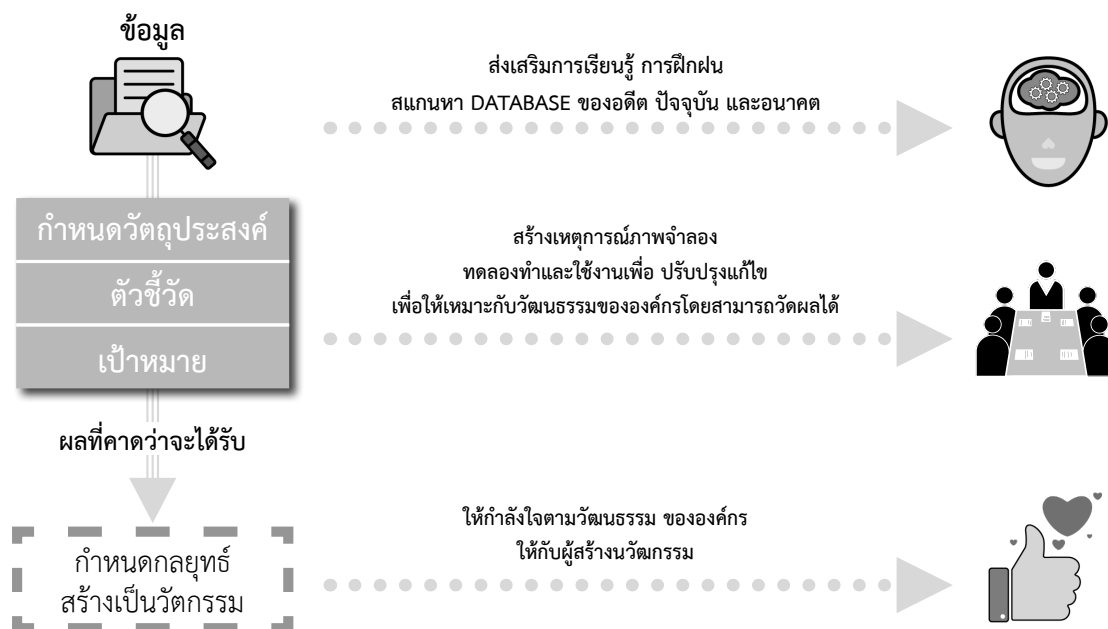 ข้อมูล
ส่งเสริมการเรียนรู้ การฝึกฝน
สแกนหา DATABASE ของอดีต ปัจจุบัน และอนาคต
กำหนดวัตถุประสงค์
ตัวชี้วัด
เป้าหมาย
สร้างเหตุการณ์ภาพจำลอง
ทดลองทำและใช้งานเพื่อ ปรับปรุงแก้ไข
เพื่อให้เหมาะกับวัฒนธรรมขององค์กรโดยสามารถวัดผลได้
ผลที่คาดว่าจะได้รับ
กำหนดกลยุทธ์
สร้างเป็นวัตกรรม
ให้กำลังใจตามวัฒนธรรม ขององค์กร
ให้กับผู้สร้างนวัฒกรรม